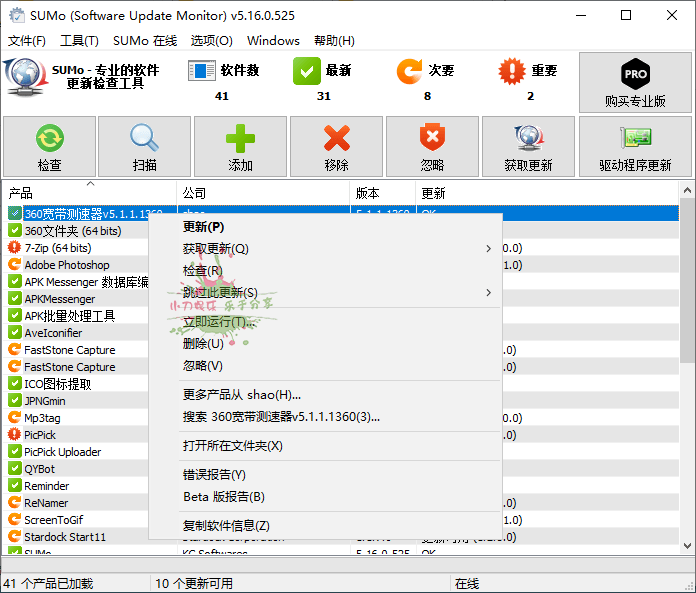 SUMo (Software Update Monitor) v5.16.0.525
文件(F) 工具(T) SUMo 在线 选项(O) Windows 帮助(H)
SUMo - 专业的软件
更新检查工具
软件数
41
最新
31
次要
8
重要
2
PRO
购买专业版
检查 扫描 添加 移除 忽略 获取更新 驱动程序更新
产品 公司 版本 更新
360宽带测速器v5.1.1.1360 shao 5.1.1.1360 OK
360文件夹 (64 bits)
7-Zip (64 bits) 0.0)
Adobe Photoshop 1.0)
APK Messenger 数据库编
APKMessenger
APK批量处理工具
AveIconifier
FastStone Capture .0)
FastStone Capture .0)
ICO图标提取
JPNGmin
Mp3tag 0.0)
PicPick .0)
PicPick Uploader
QYBot
Reminder
ReNamer .0)
ScreenToGif 1.0)
Stardock Start11
SUMo KC Softwares 5.16.0.525 OK
更新(P)
获取更新(Q)
检查(R)
跳过此更新(S)
立即运行(T)...
删除(U)
忽略(V)
更多产品从 shao(H)...
搜索 360宽带测速器v5.1.1.1360(3)...
打开所在文件夹(X)
错误报告(Y)
Beta 版报告(B)
复制软件信息(Z)
小刀娱乐 乐于分享
41 个产品已加载 10 个更新可用 在线